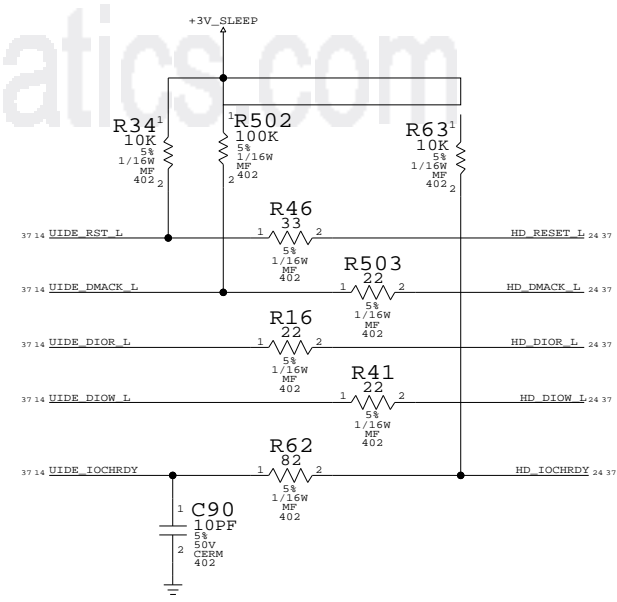 +3V_SLEEP
atics.com
R34
1
10K
5%
1/16W
MF
402
2
R502
1
100K
5%
1/16W
MF
402
2
R63
1
10K
5%
1/16W
MF
402
2
37 14 UIDE_RST_L
R46
33
1 2
5%
1/16W
MF
402
HD_RESET_L 24 37
37 14 UIDE_DMACK_L
R503
22
1 2
5%
1/16W
MF
402
HD_DMACK_L 24 37
37 14 UIDE_DIOR_L
R16
22
1 2
5%
1/16W
MF
402
HD_DIOR_L 24 37
37 14 UIDE_DIOW_L
R41
22
1 2
5%
1/16W
MF
402
HD_DIOW_L 24 37
37 14 UIDE_IOCHRDY
R62
82
1 2
5%
1/16W
MF
402
HD_IOCHRDY 24 37
C90
1
10PF
5%
50V
CERM
402
2